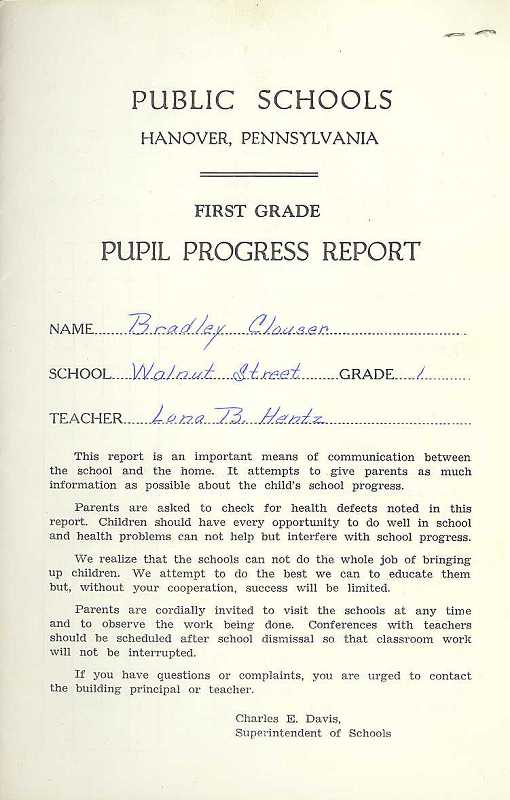 PUBLIC SCHOOLS
HANOVER, PENNSYLVANIA
FIRST GRADE
PUPIL PROGRESS REPORT
NAME Bradley Clouser
SCHOOL Walnut Street GRADE 1
TEACHER Lona B. Hentz
This report is an important means of communication between
the school and the home. It attempts to give parents as much
information as possible about the child's school progress.
Parents are asked to check for health defects noted in this
report. Children should have every opportunity to do well in school
and health problems can not help but interfere with school progress.
We realize that the schools can not do the whole job of bringing
up children. We attempt to do the best we can to educate them
but, without your cooperation, success will be limited.
Parents are cordially invited to visit the schools at any time
and to observe the work being done. Conferences with teachers
should be scheduled after school dismissal so that classroom work
will not be interrupted.
If you have questions or complaints, you are urged to contact
the building principal or teacher.
Charles E. Davis,
Superintendent of Schools